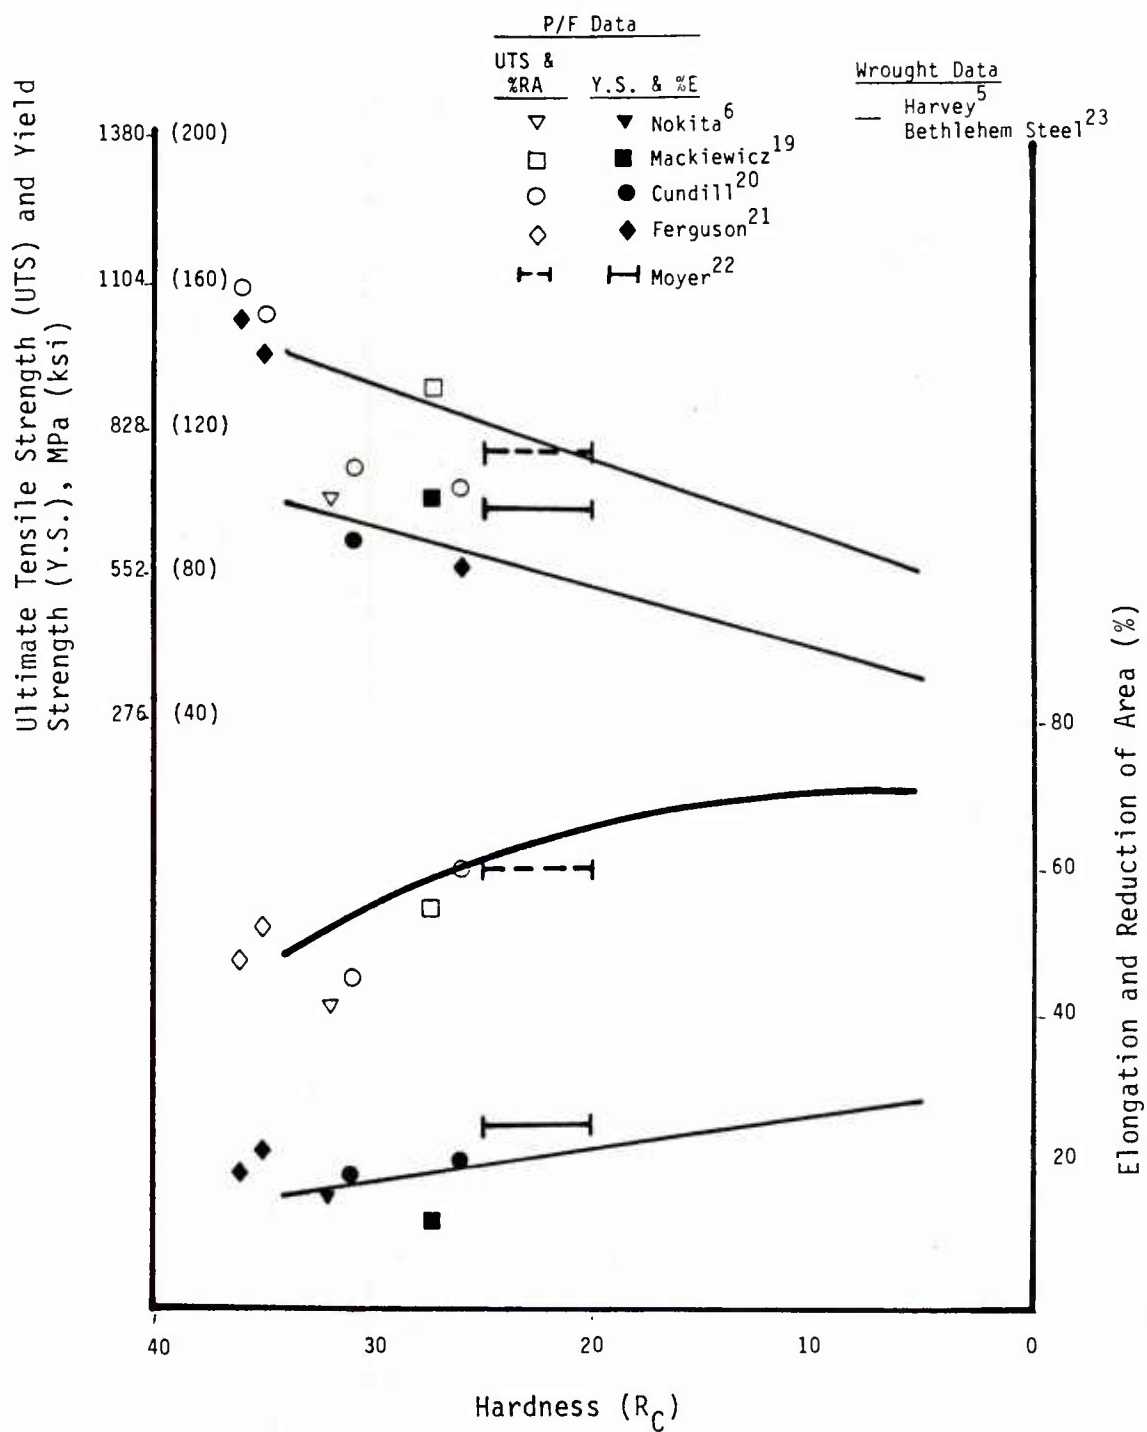 P/F Data
UTS &
%RA
Y.S. & %E
Nokita6
Mackiewicz19
Cundill20
Ferguson21
Moyer22
Wrought Data
Harvey5
Bethlehem Steel23
Ultimate Tensile Strength (UTS) and Yield
Strength (Y.S.), MPa (ksi)
1380 (200)
1104 (160)
828 (120)
552 (80)
276 (40)
80
60
40
20
Elongation and Reduction of Area (%)
40 30 20 10 0
Hardness (RC)